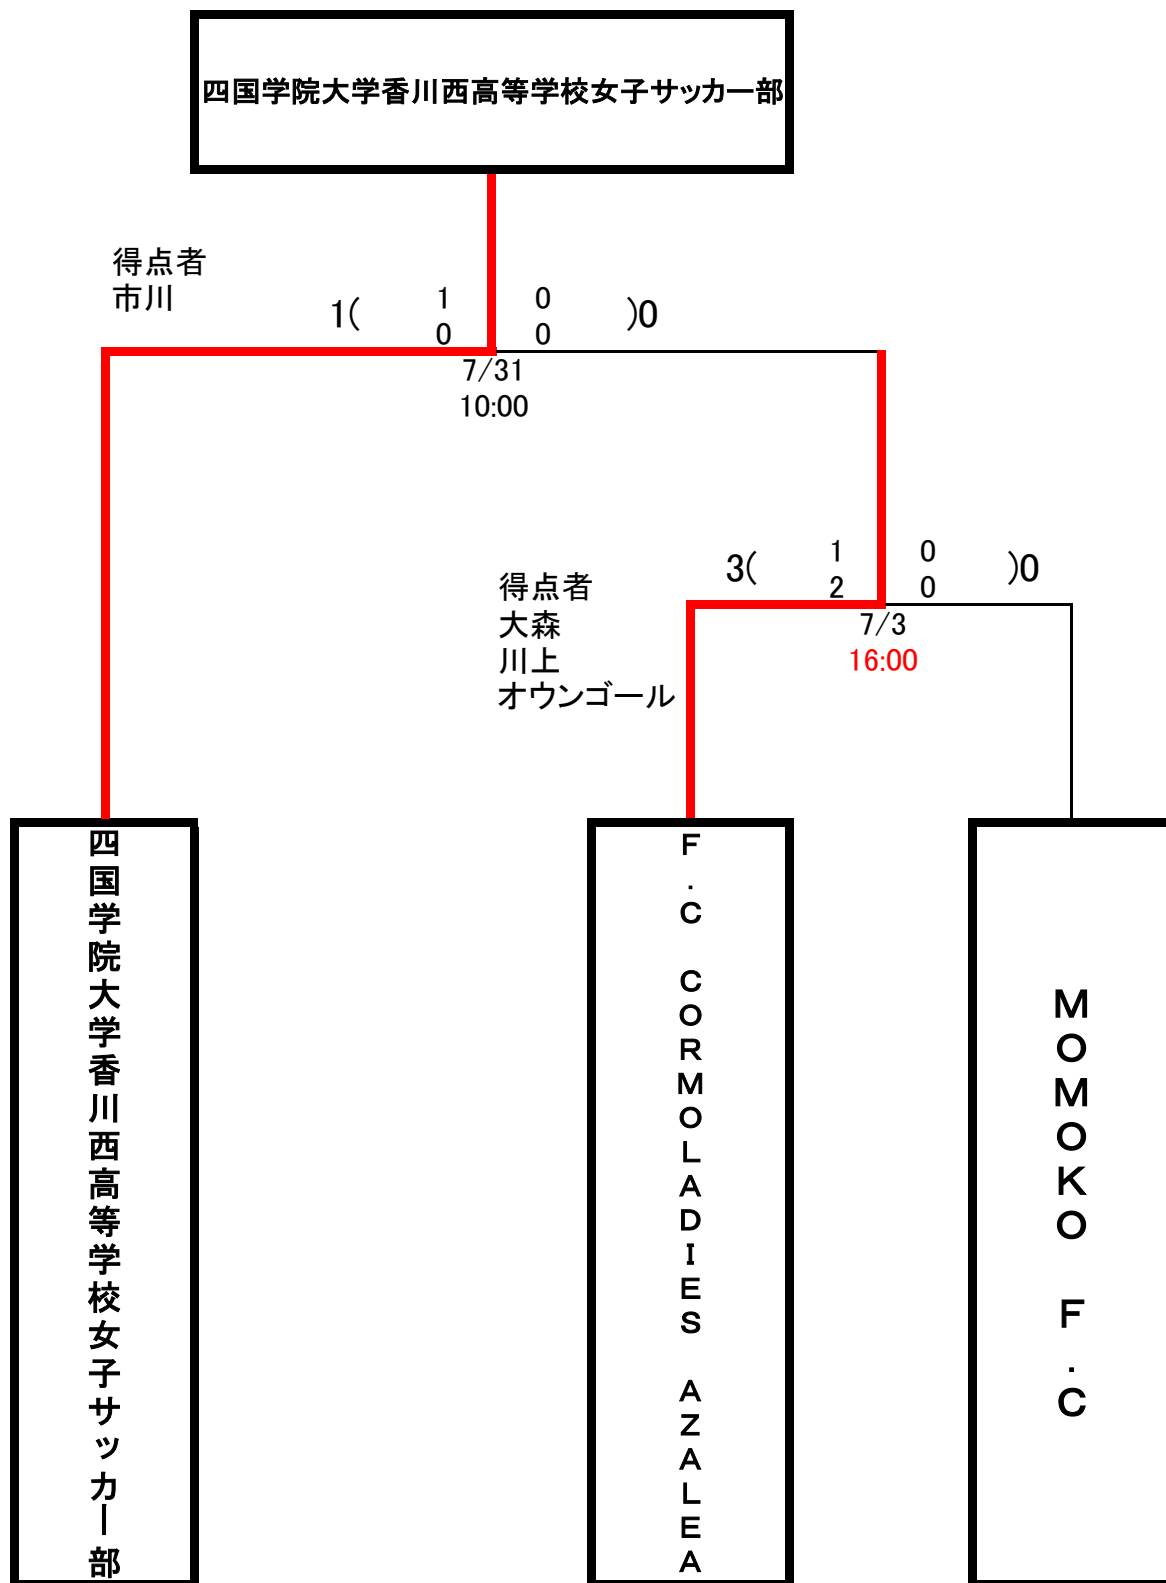 四国学院大学香川西高等学校女子サッカー部
得点者
市川
1( 1 0 )0
0 0
7/31
10:00
3( 1 0 )0
2 0
得点者
大森
川上
オウンゴール
7/3
16:00
四国学院大学香川西高等学校女子サッカー部
F.C CORMOLADIES AZALEA
MOMOKO F.C